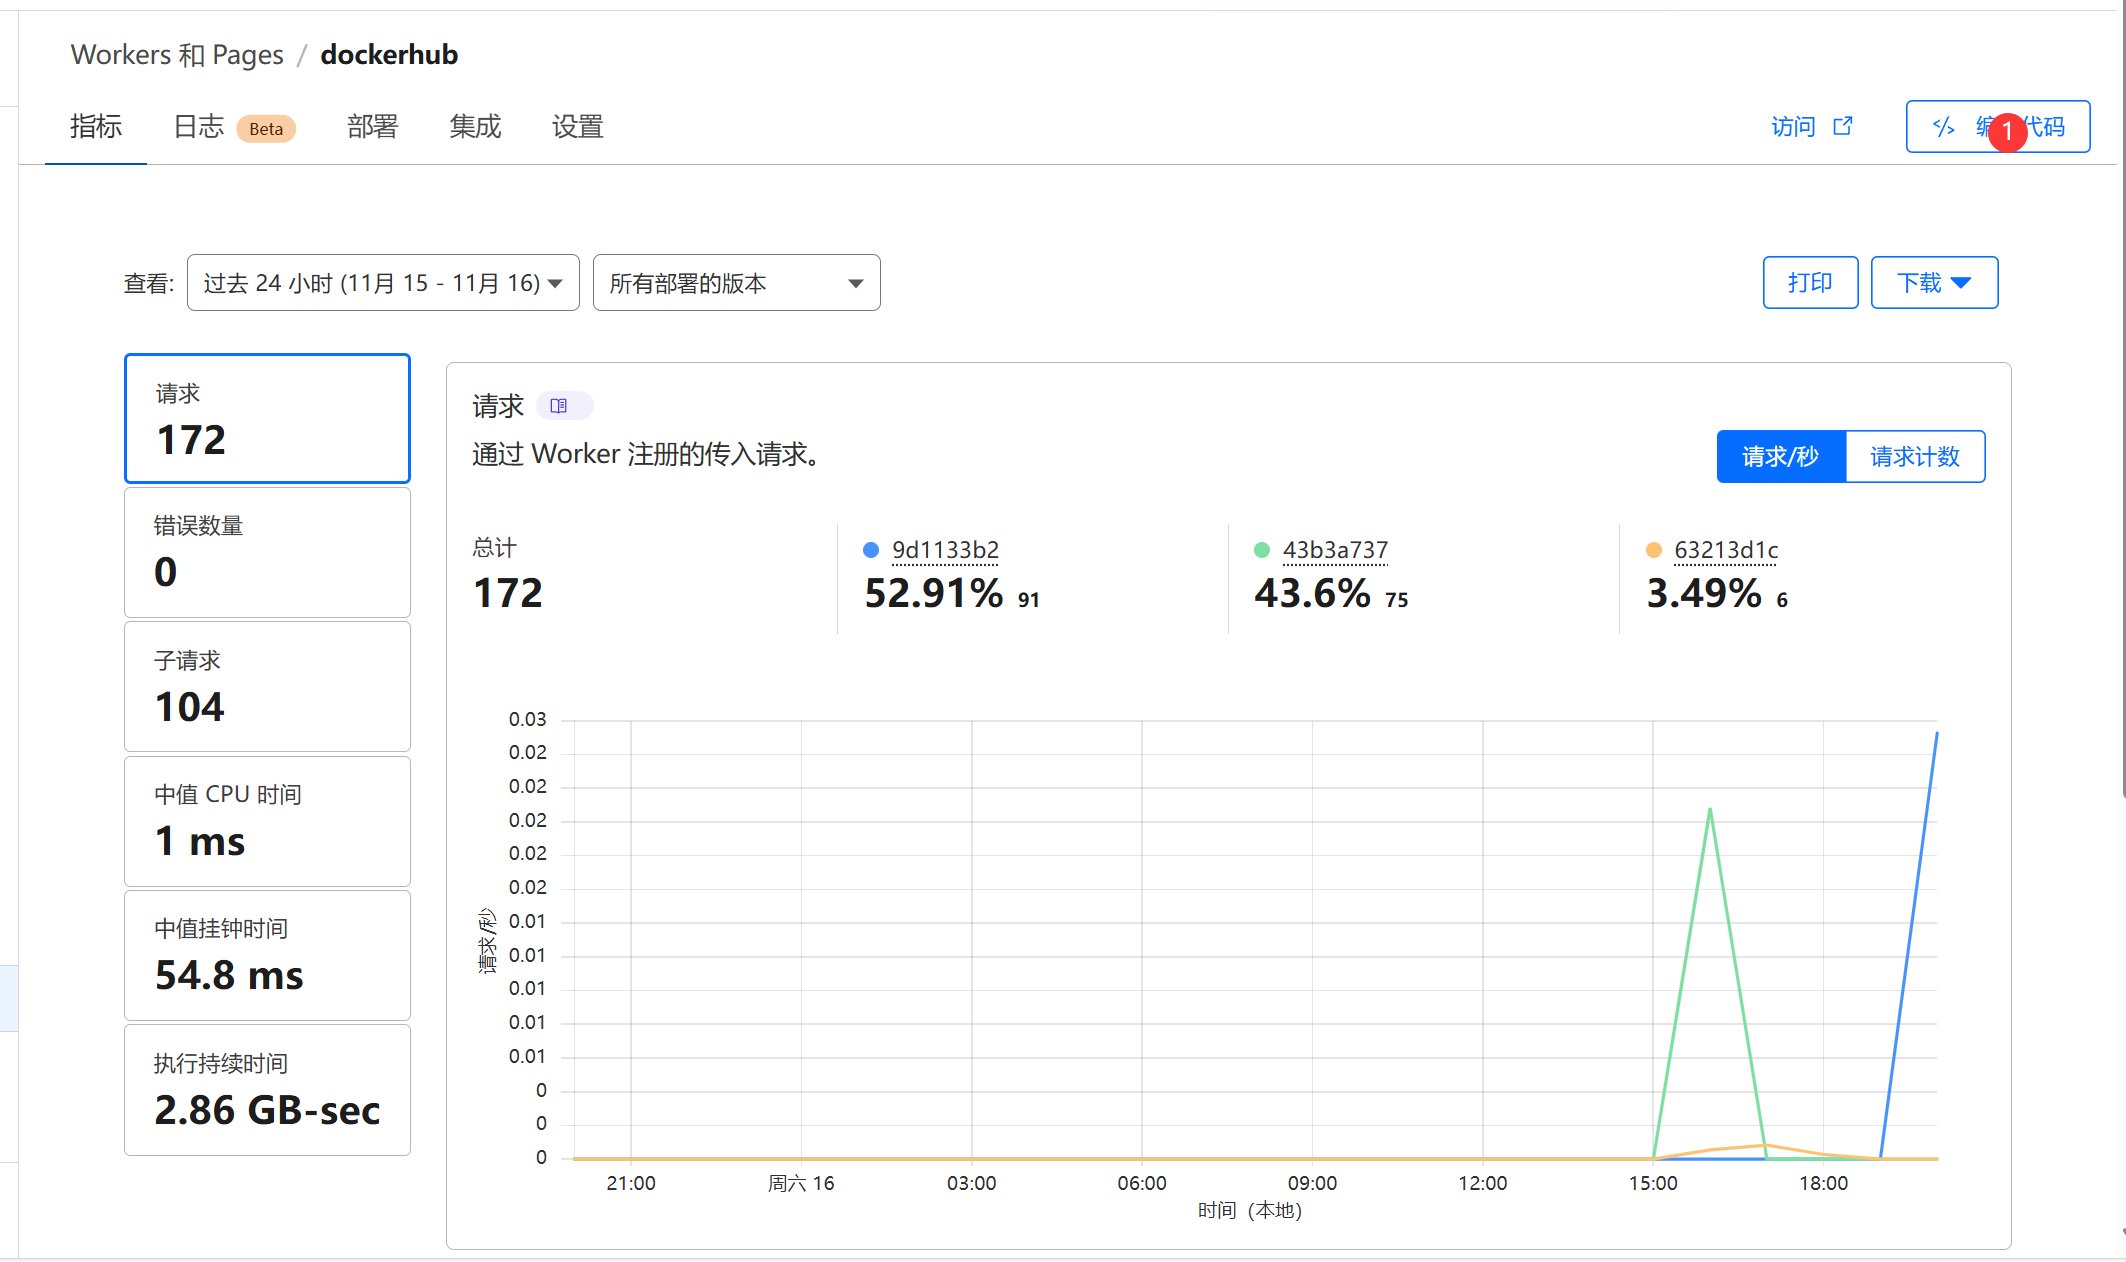 Workers 和 Pages / dockerhub
指标 日志 Beta 部署 集成 设置 访问 </> 编 1 代码
查看: 过去 24 小时 (11月 15 - 11月 16) 所有部署的版本 打印 下载
请求
172
错误数量
0
子请求
104
中值 CPU 时间
1 ms
中值挂钟时间
54.8 ms
执行持续时间
2.86 GB-sec
请求
通过 Worker 注册的传入请求。
请求/秒 请求计数
总计
172
9d1133b2
52.91% 91
43b3a737
43.6% 75
63213d1c
3.49% 6
请求/秒
0.03
0.02
0.02
0.02
0.02
0.02
0.01
0.01
0.01
0.01
0.01
0
0
0
21:00 周六 16 03:00 06:00 09:00 12:00 15:00 18:00
时间（本地）